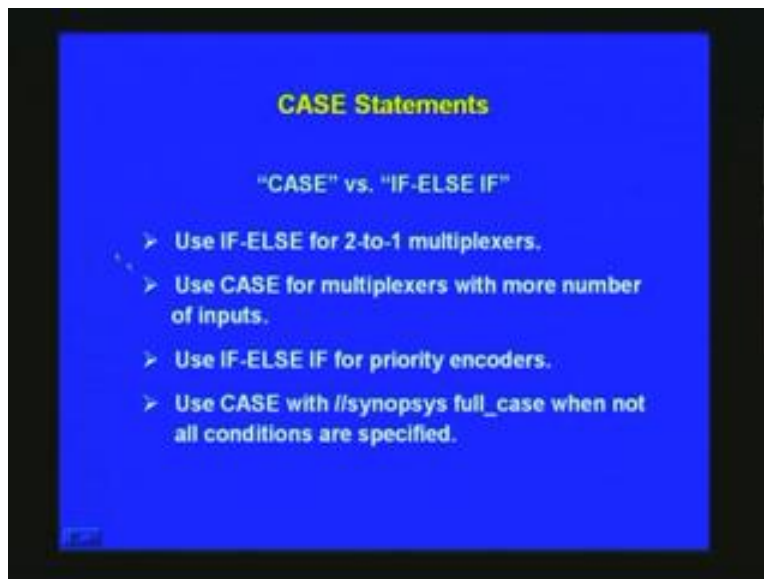 CASE Statements
“CASE” vs. “IF-ELSE IF”
➢ Use IF-ELSE for 2-to-1 multiplexers.
➢ Use CASE for multiplexers with more number
of inputs.
➢ Use IF-ELSE IF for priority encoders.
➢ Use CASE with //synopsys full_case when not
all conditions are specified.